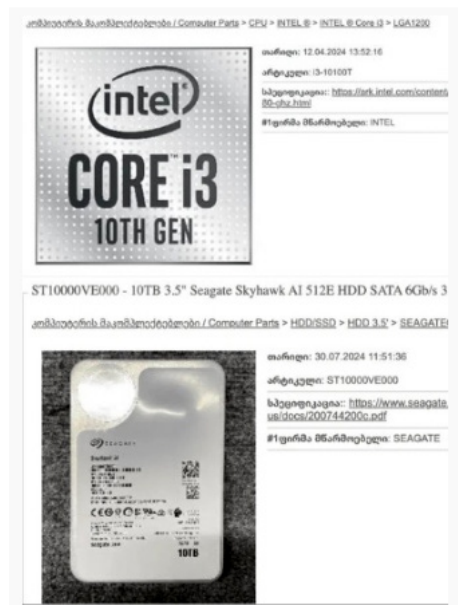 კომპიუტერის მაკომპლექტებლები / Computer Parts > CPU > INTEL ® > INTEL ® Core i3 > LGA1200
თარიღი: 12.04.2024 13:52:16
არტიკული: i3-10100T
სპეციფიკაცია:: https://ark.intel.com/content/
80-ghz.html
#1ფირმა მწარმოებელი: INTEL
intel
CORE i3
10TH GEN
ST10000VE000 - 10TB 3.5" Seagate Skyhawk AI 512E HDD SATA 6Gb/s 3
კომპიუტერის მაკომპლექტებლები / Computer Parts > HDD/SSD > HDD 3.5' > SEAGATE
თარიღი: 30.07.2024 11:51:36
არტიკული: ST10000VE000
სპეციფიკაცია:: https://www.seagate.
us/docs/200744200c.pdf
#1ფირმა მწარმოებელი: SEAGATE
SEAGATE
SkyHawk AI
10TB